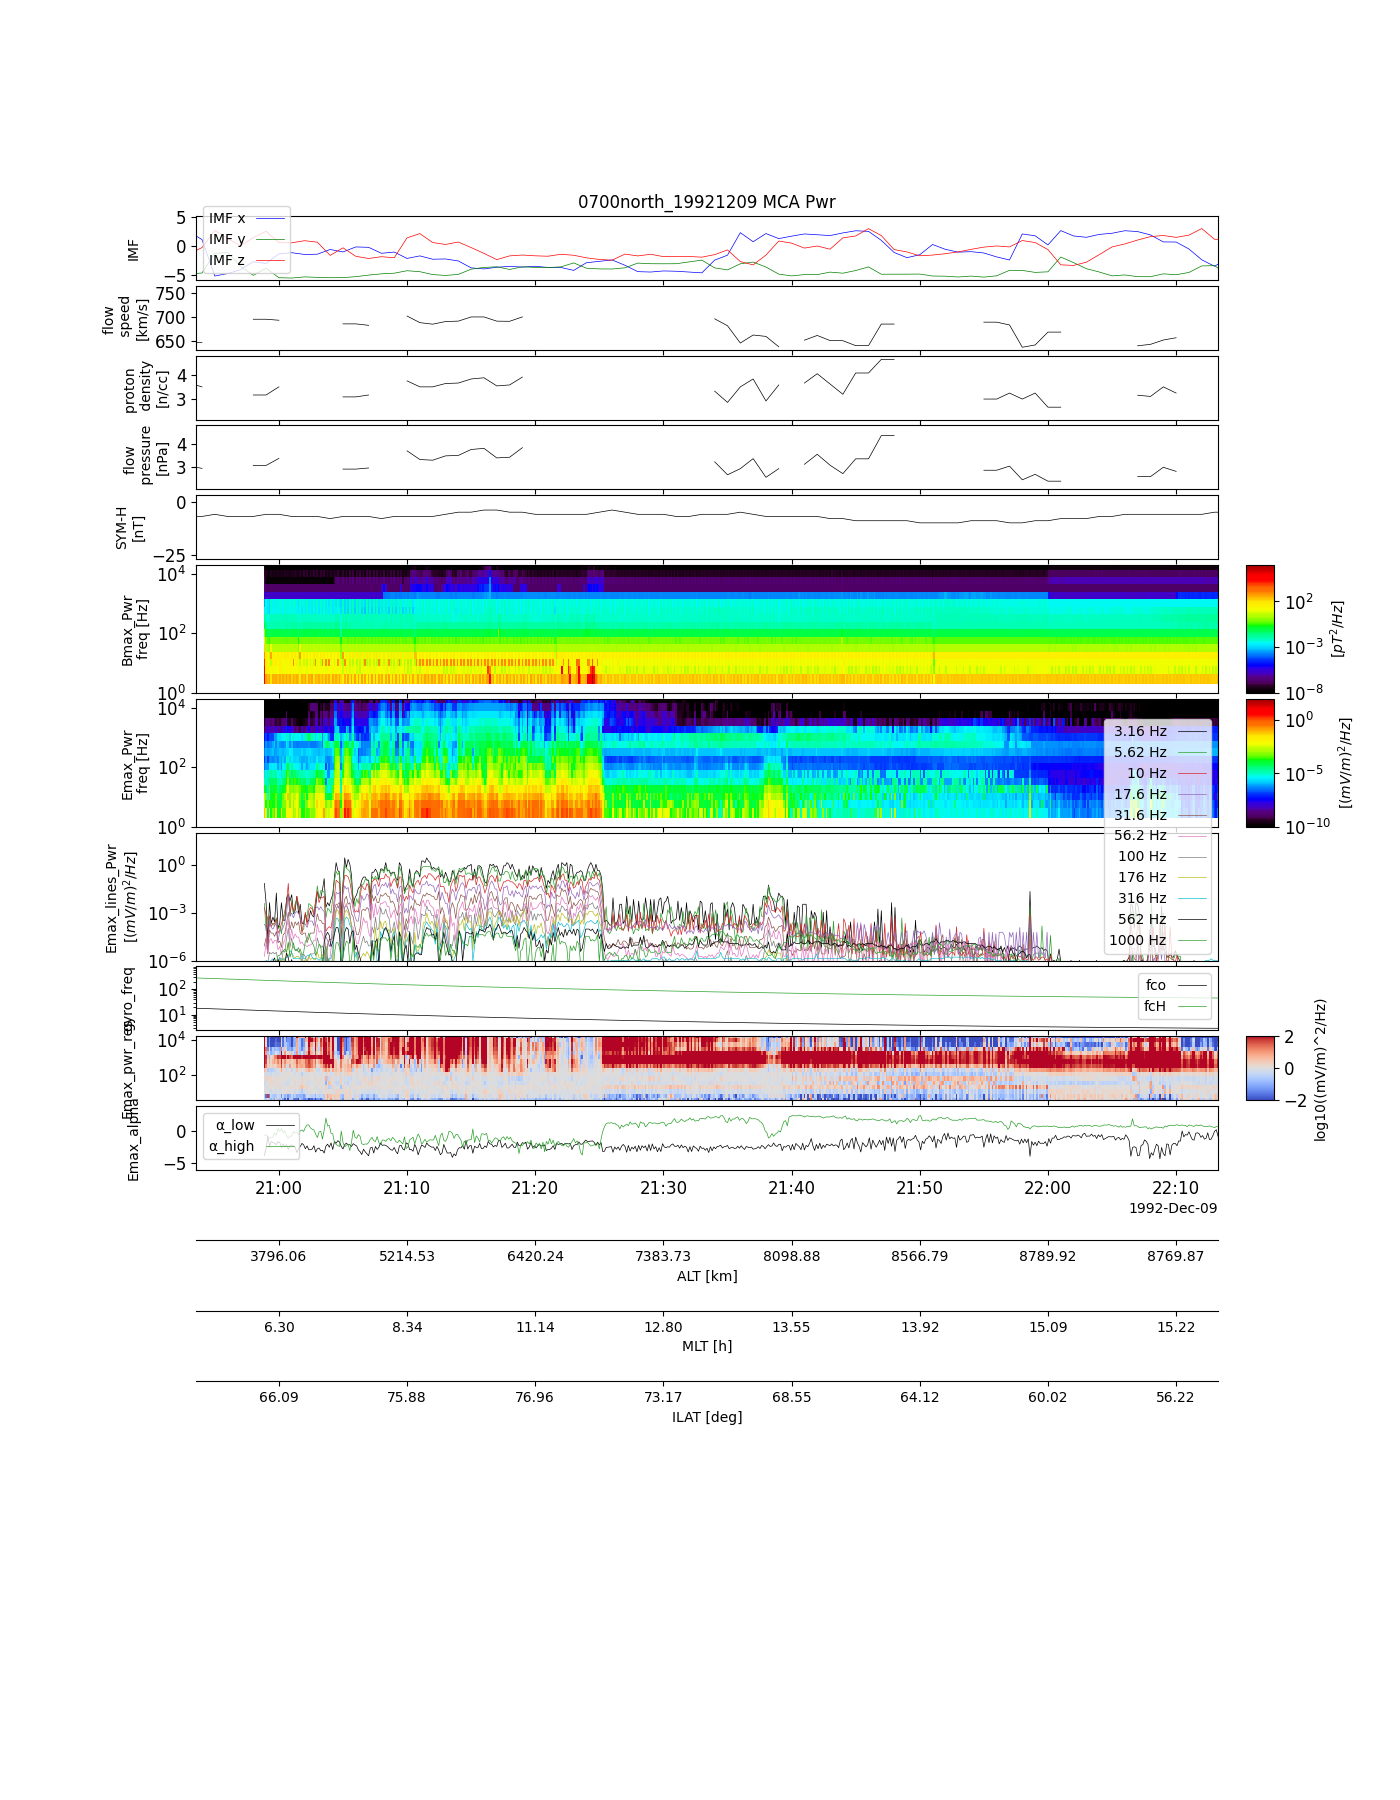 0700north_19921209 MCA Pwr
IMF
5
0
−5
IMF x
IMF y
IMF z
flow
speed
[km/s]
750
700
650
proton
density
[n/cc]
4
3
flow
pressure
[nPa]
4
3
SYM-H
[nT]
0
−25
Bmax_Pwr
freq [Hz]
10^4
10^2
10^0
10^2
10^−3
10^−8
[pT^2/Hz]
Emax_Pwr
freq [Hz]
10^4
10^2
10^0
10^0
10^−5
10^−10
[(mV/m)^2/Hz]
3.16 Hz
5.62 Hz
10 Hz
17.6 Hz
31.6 Hz
56.2 Hz
100 Hz
176 Hz
316 Hz
562 Hz
1000 Hz
Emax_lines_Pwr
[(mV/m)^2/Hz]
10^0
10^−3
10^−6
gyro_freq
10^2
10^1
fco
fcH
Emax_pwr_reg
10^4
10^2
2
0
−2
log10((mV/m)^2/Hz)
Emax_alpha
0
−5
α_low
α_high
21:00 21:10 21:20 21:30 21:40 21:50 22:00 22:10
1992-Dec-09
3796.06 5214.53 6420.24 7383.73 8098.88 8566.79 8789.92 8769.87
ALT [km]
6.30 8.34 11.14 12.80 13.55 13.92 15.09 15.22
MLT [h]
66.09 75.88 76.96 73.17 68.55 64.12 60.02 56.22
ILAT [deg]